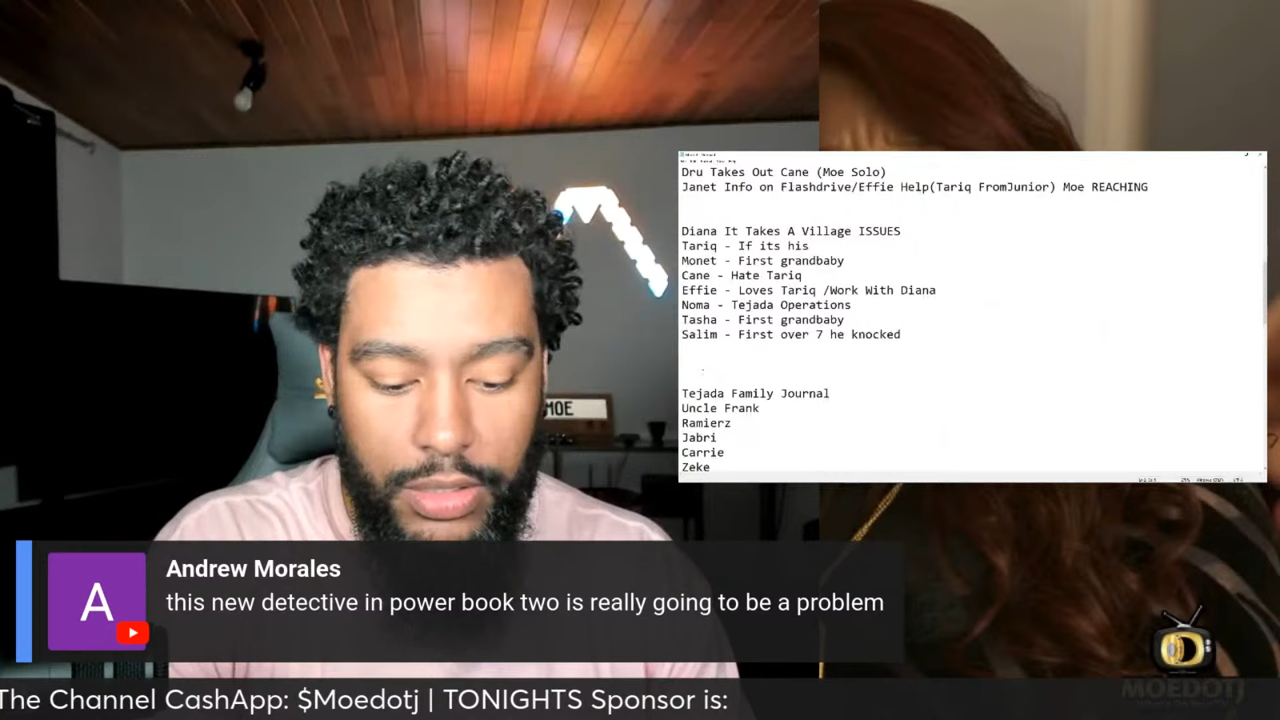 Dru Takes Out Cane (Moe Solo)
Janet Info on Flashdrive/Effie Help(Tariq FromJunior) Moe REACHING
Diana It Takes A Village ISSUES
Tariq - If its his
Monet - First grandbaby
Cane - Hate Tariq
Effie - Loves Tariq /Work With Diana
Noma - Tejada Operations
Tasha - First grandbaby
Salim - First over 7 he knocked
Tejada Family Journal
Uncle Frank
Ramierz
Jabri
Carrie
Zeke
MOE
A
Andrew Morales
this new detective in power book two is really going to be a problem
MOEDOTJ
The Channel CashApp: $Moedotj | TONIGHTS Sponsor is: